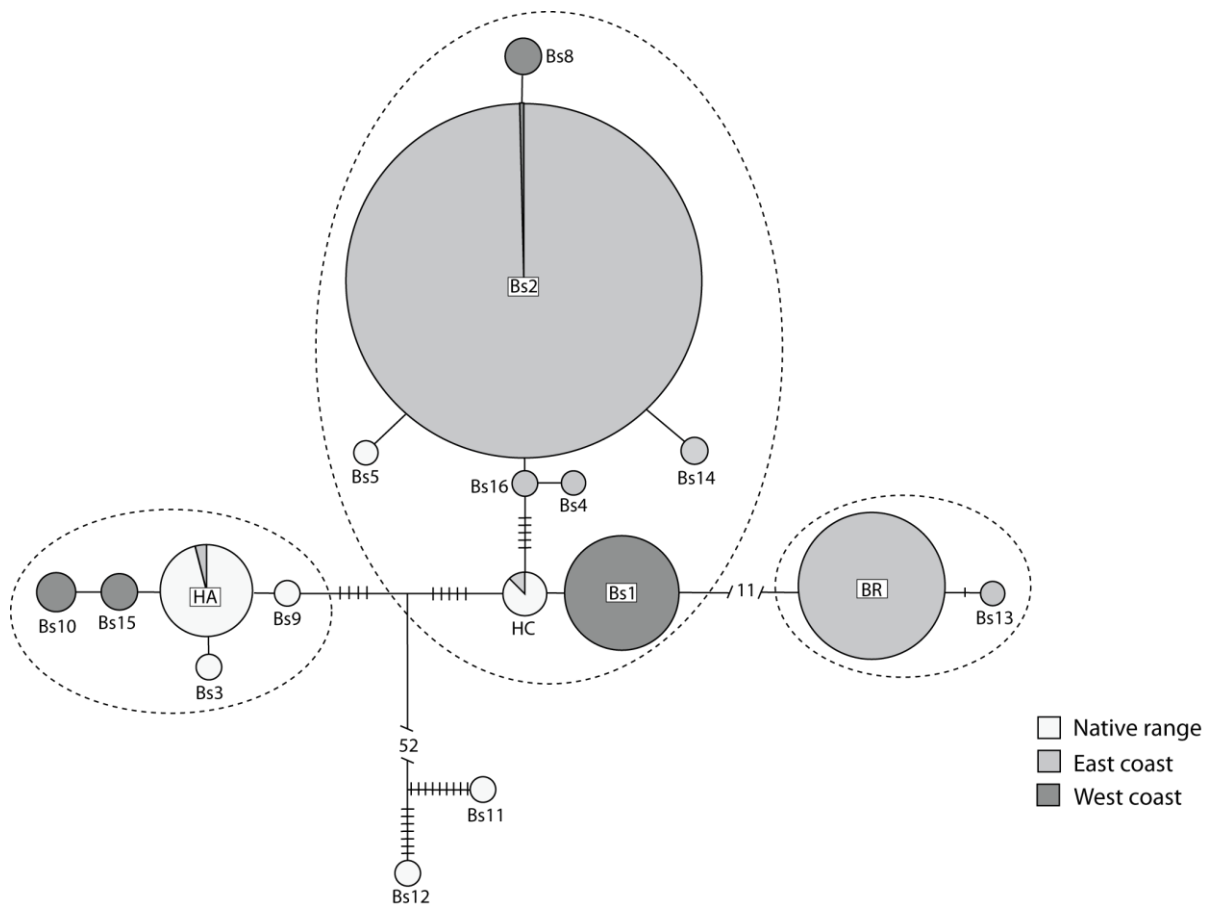 Bs8
Bs2
Bs5
Bs14
Bs16
Bs4
HA
Bs1
11
BR
Bs10
Bs15
Bs9
HC
Bs13
Bs3
Native range
52
East coast
West coast
Bs11
Bs12